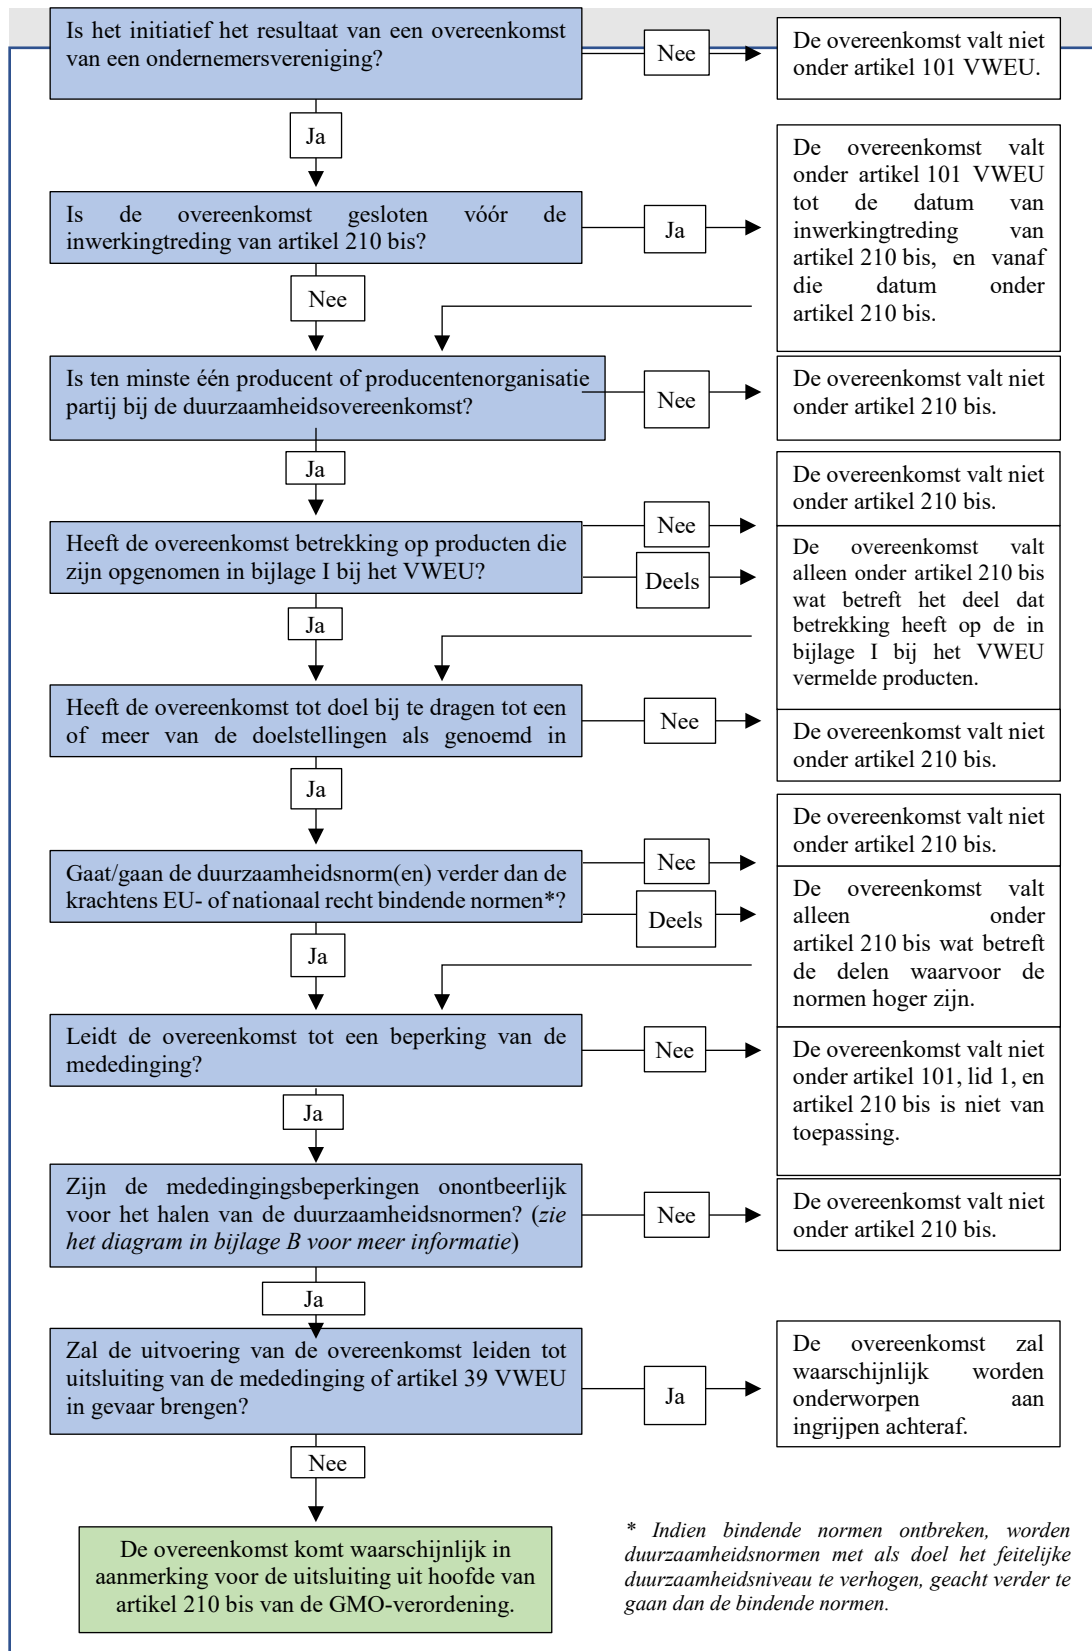 Is het initiatief het resultaat van een overeenkomst
van een ondernemersvereniging?
Nee
De overeenkomst valt niet
onder artikel 101 VWEU.
Ja
Is de overeenkomst gesloten vóór de
inwerkingtreding van artikel 210 bis?
Ja
De overeenkomst valt
onder artikel 101 VWEU
tot de datum van
inwerkingtreding van
artikel 210 bis, en vanaf
die datum onder
artikel 210 bis.
Nee
Is ten minste één producent of producentenorganisatie
partij bij de duurzaamheidsovereenkomst?
Nee
De overeenkomst valt niet
onder artikel 210 bis.
Ja
Heeft de overeenkomst betrekking op producten die
zijn opgenomen in bijlage I bij het VWEU?
Nee
De overeenkomst valt niet
onder artikel 210 bis.
Deels
De overeenkomst valt
alleen onder artikel 210 bis
wat betreft het deel dat
betrekking heeft op de in
bijlage I bij het VWEU
vermelde producten.
Ja
Heeft de overeenkomst tot doel bij te dragen tot een
of meer van de doelstellingen als genoemd in
Nee
De overeenkomst valt niet
onder artikel 210 bis.
Ja
Gaat/gaan de duurzaamheidsnorm(en) verder dan de
krachtens EU- of nationaal recht bindende normen*?
Nee
De overeenkomst valt niet
onder artikel 210 bis.
Deels
De overeenkomst valt
alleen onder
artikel 210 bis wat betreft
de delen waarvoor de
normen hoger zijn.
Ja
Leidt de overeenkomst tot een beperking van de
mededinging?
Nee
De overeenkomst valt niet
onder artikel 101, lid 1, en
artikel 210 bis is niet van
toepassing.
Ja
Zijn de mededingingsbeperkingen onontbeerlijk
voor het halen van de duurzaamheidsnormen? (zie
het diagram in bijlage B voor meer informatie)
Nee
De overeenkomst valt niet
onder artikel 210 bis.
Ja
Zal de uitvoering van de overeenkomst leiden tot
uitsluiting van de mededinging of artikel 39 VWEU
in gevaar brengen?
Ja
De overeenkomst zal
waarschijnlijk worden
onderworpen aan
ingrijpen achteraf.
Nee
De overeenkomst komt waarschijnlijk in
aanmerking voor de uitsluiting uit hoofde van
artikel 210 bis van de GMO-verordening.
* Indien bindende normen ontbreken, worden
duurzaamheidsnormen met als doel het feitelijke
duurzaamheidsniveau te verhogen, geacht verder te
gaan dan de bindende normen.